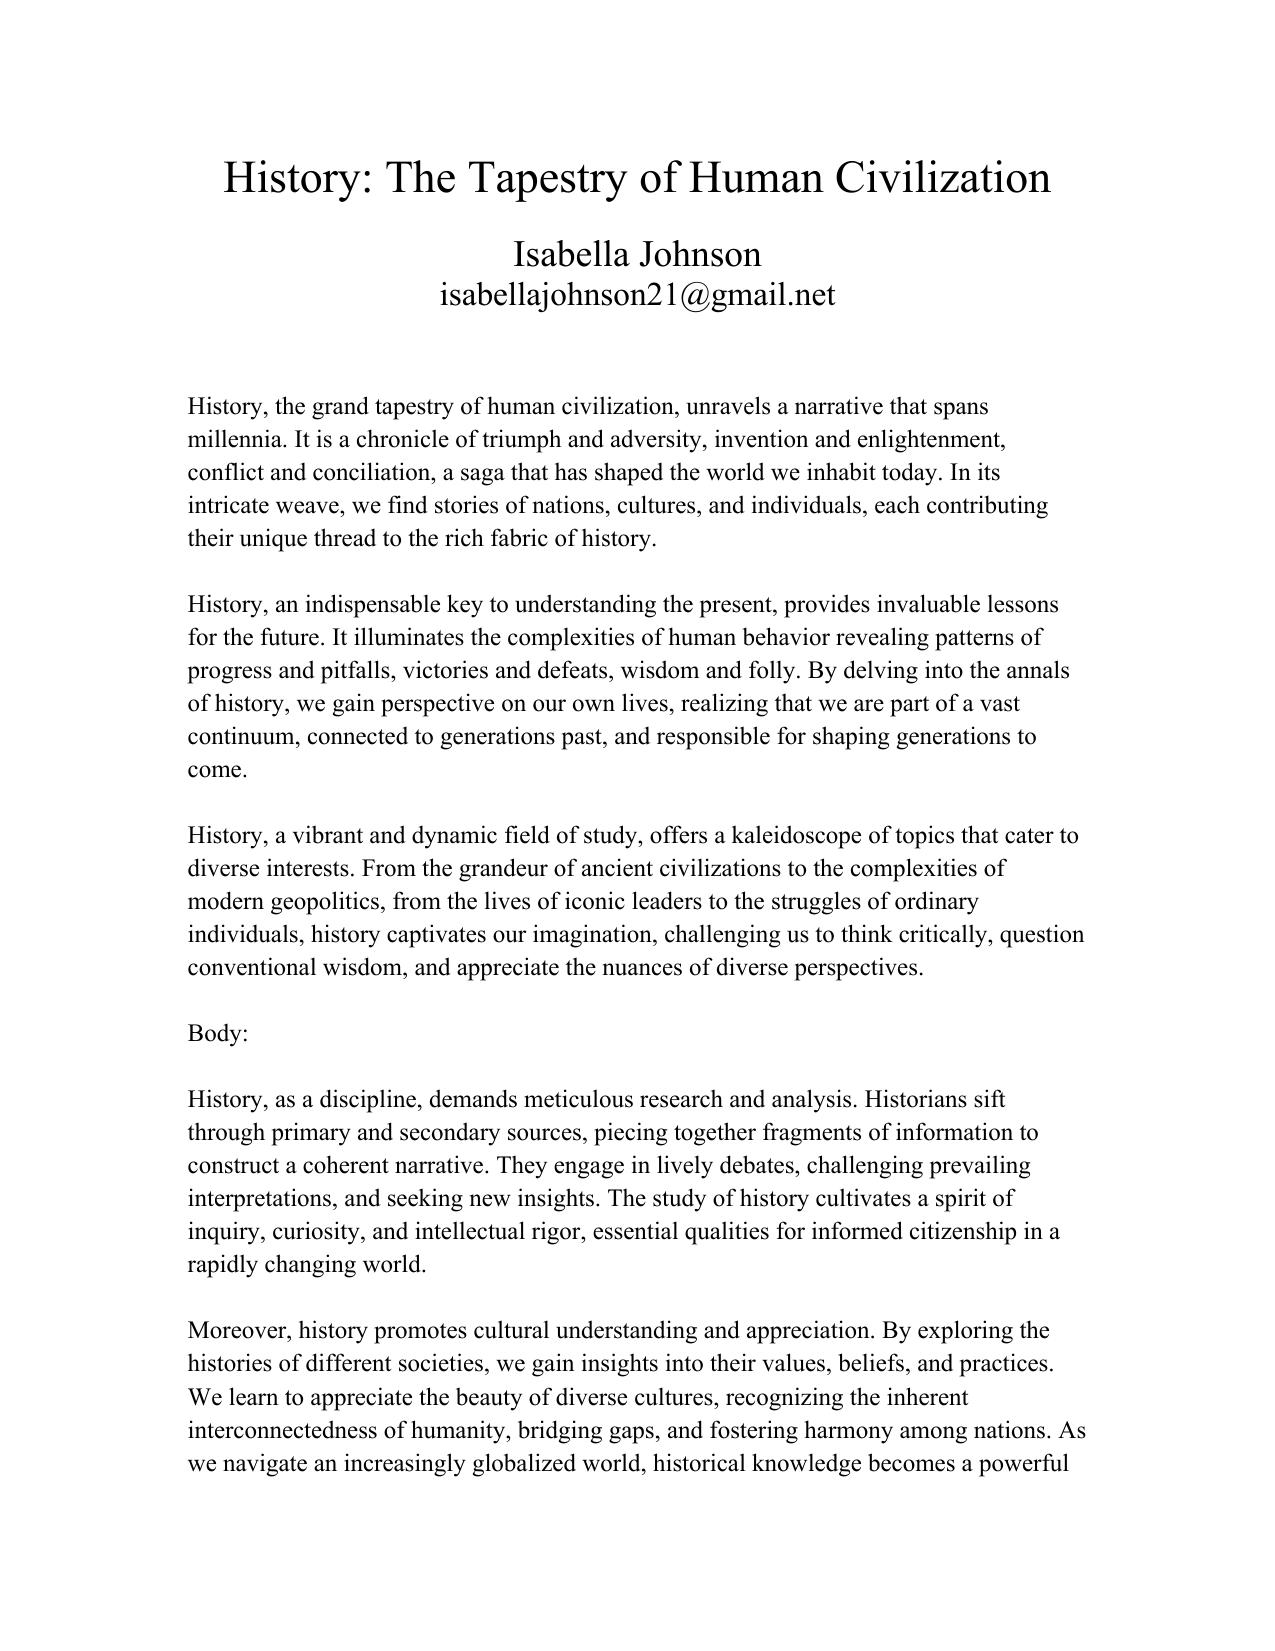 History: The Tapestry of Human Civilization
Isabella Johnson
isabellajohnson21@gmail.net
History, the grand tapestry of human civilization, unravels a narrative that spans
millennia. It is a chronicle of triumph and adversity, invention and enlightenment,
conflict and conciliation, a saga that has shaped the world we inhabit today. In its
intricate weave, we find stories of nations, cultures, and individuals, each contributing
their unique thread to the rich fabric of history.
History, an indispensable key to understanding the present, provides invaluable lessons
for the future. It illuminates the complexities of human behavior revealing patterns of
progress and pitfalls, victories and defeats, wisdom and folly. By delving into the annals
of history, we gain perspective on our own lives, realizing that we are part of a vast
continuum, connected to generations past, and responsible for shaping generations to
come.
History, a vibrant and dynamic field of study, offers a kaleidoscope of topics that cater to
diverse interests. From the grandeur of ancient civilizations to the complexities of
modern geopolitics, from the lives of iconic leaders to the struggles of ordinary
individuals, history captivates our imagination, challenging us to think critically, question
conventional wisdom, and appreciate the nuances of diverse perspectives.
Body:
History, as a discipline, demands meticulous research and analysis. Historians sift
through primary and secondary sources, piecing together fragments of information to
construct a coherent narrative. They engage in lively debates, challenging prevailing
interpretations, and seeking new insights. The study of history cultivates a spirit of
inquiry, curiosity, and intellectual rigor, essential qualities for informed citizenship in a
rapidly changing world.
Moreover, history promotes cultural understanding and appreciation. By exploring the
histories of different societies, we gain insights into their values, beliefs, and practices.
We learn to appreciate the beauty of diverse cultures, recognizing the inherent
interconnectedness of humanity, bridging gaps, and fostering harmony among nations. As
we navigate an increasingly globalized world, historical knowledge becomes a powerful